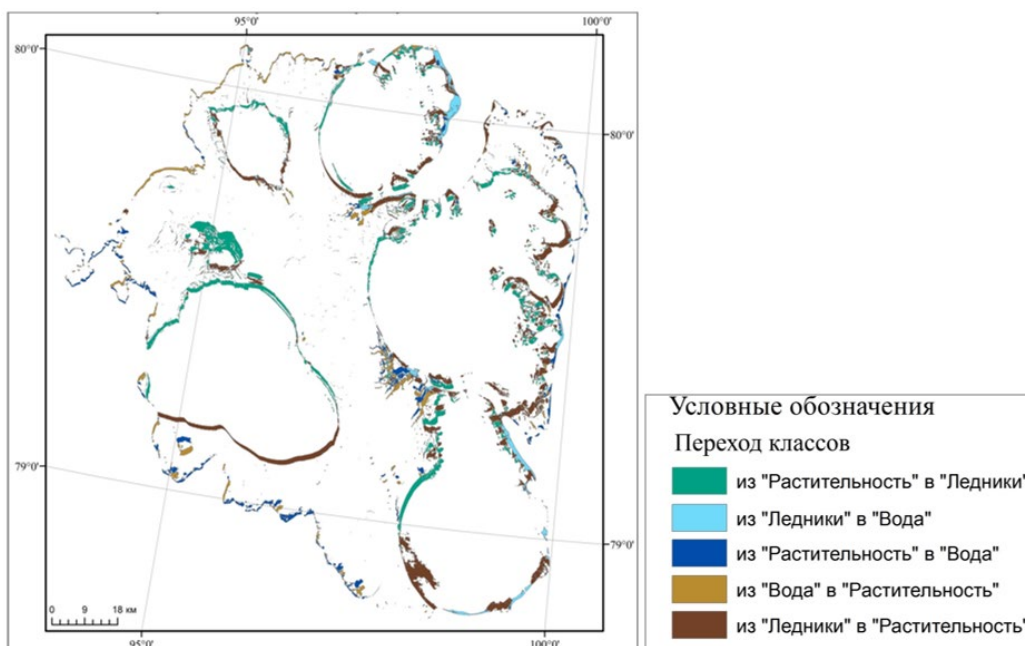 95°0'
100°0'
80°0'
80°0'
79°0'
79°0'
0 9 18 км
95°0'
100°0'
Условные обозначения
Переход классов
из "Растительность" в "Ледники"
из "Ледники" в "Вода"
из "Растительность" в "Вода"
из "Вода" в "Растительность"
из "Ледники" в "Растительность"